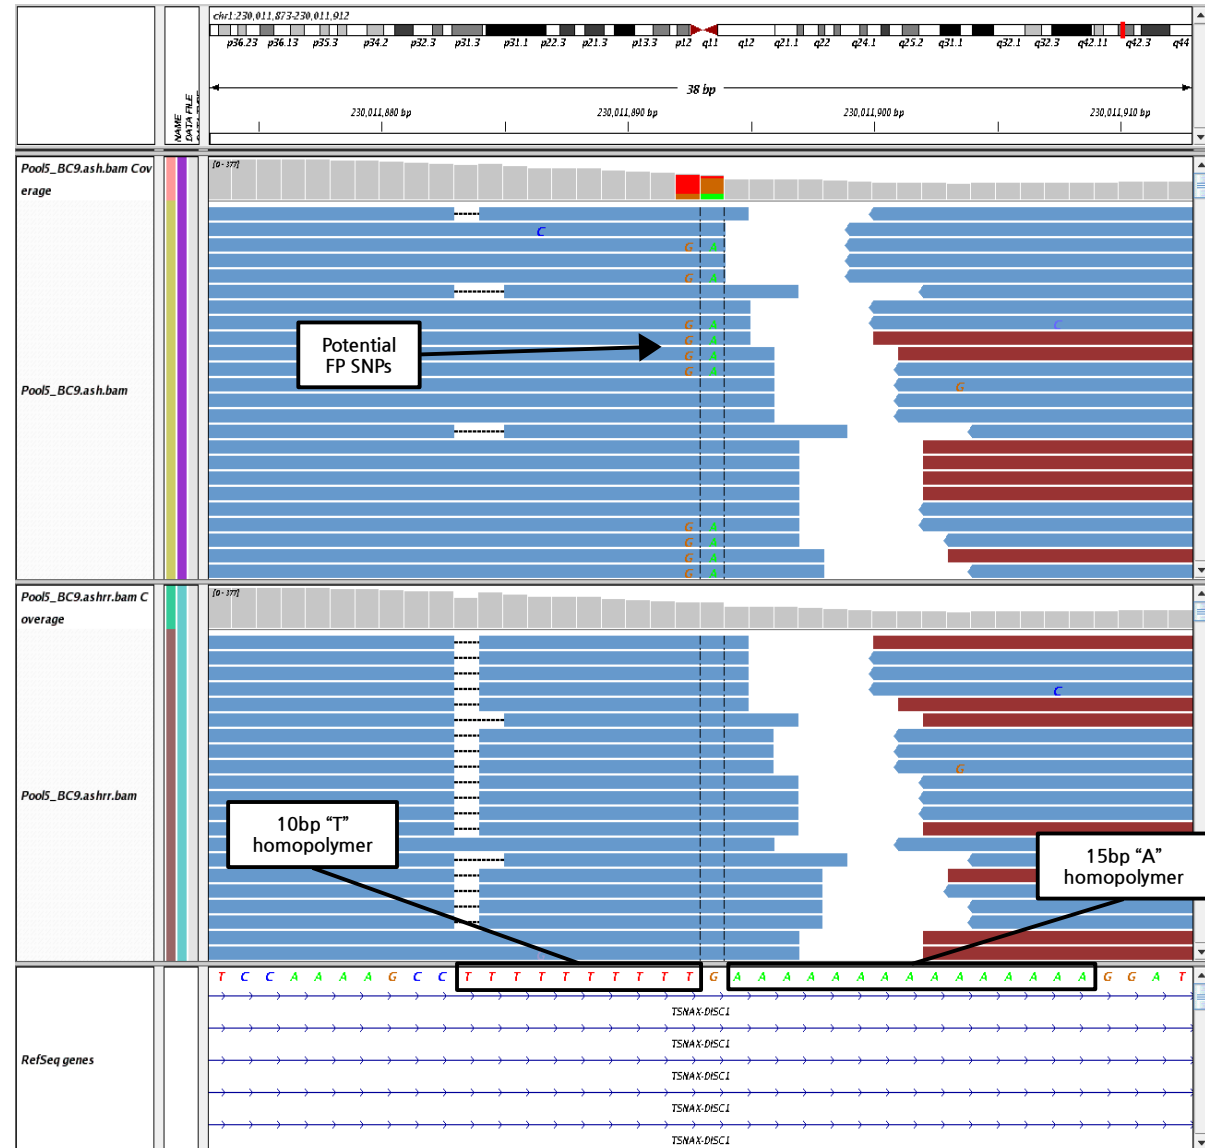 chr1:230,011,873-230,011,912
p36.23 p36.13 p35.3 p34.2 p32.3 p31.3 p31.1 p22.3 p21.3 p13.3 p12 q11 q12 q21.1 q22 q24.1 q25.2 q31.1 q32.1 q32.3 q42.11 q42.3 q44
38 bp
230,011,880 bp 230,011,890 bp 230,011,900 bp 230,011,910 bp
NAME
DATA FILE
Pool5_BC9.ash.bam Cov
erage
[0 - 377]
C
G A
G A
G A C
G A
Potential
FP SNPs
G A
G A
Pool5_BC9.ash.bam
G
G A
G A
G A
G A
Pool5_BC9.ashrr.bam C
overage
[0 - 377]
C
G
Pool5_BC9.ashrr.bam
10bp “T”
homopolymer
15bp “A”
homopolymer
T C C A A A A G C C T T T T T T T T T T G A A A A A A A A A A A A A A A G G A T
TSNAX-DISC1
TSNAX-DISC1
RefSeq genes
TSNAX-DISC1
TSNAX-DISC1
TSNAX-DISC1